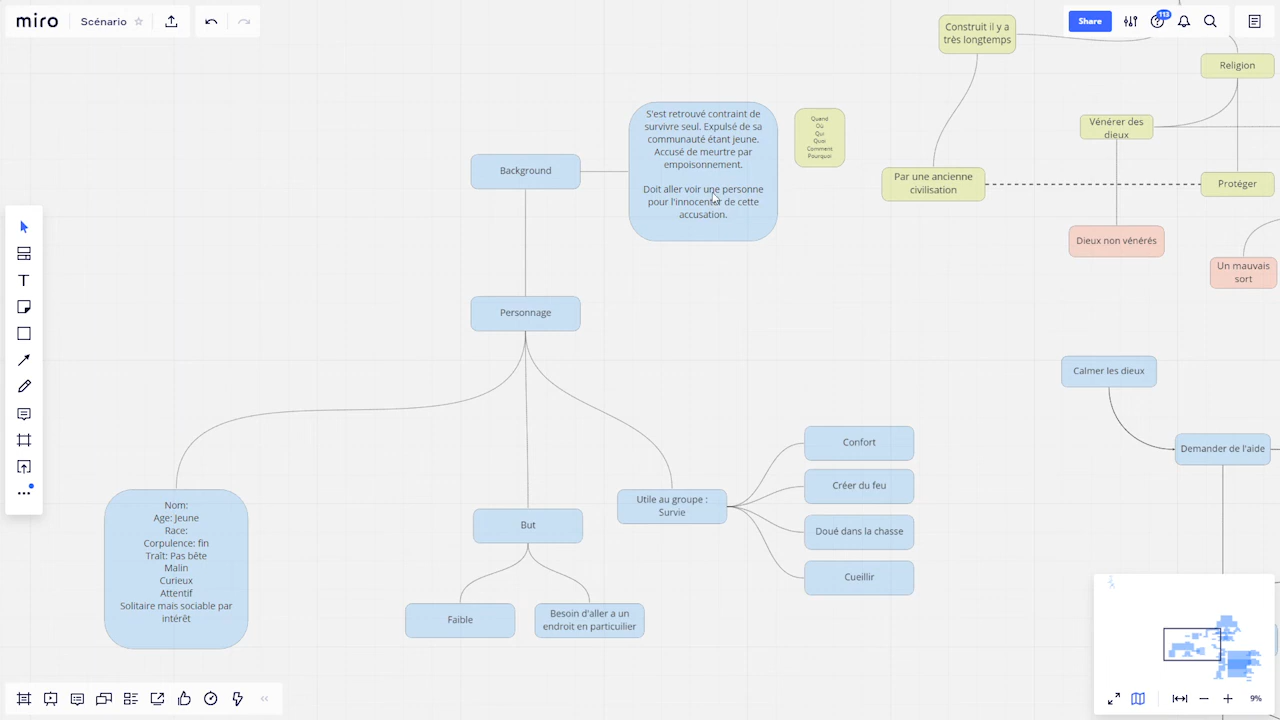 miro
Scénario
Share
113
Construit il y a
très longtemps
Religion
Vénérer des
dieux
Par une ancienne
civilisation
Protéger
Dieux non vénérés
Un mauvais
sort
Quand
Où
Qui
Quoi
Comment
Pourquoi
S'est retrouvé contraint de
survivre seul. Expulsé de sa
communauté étant jeune.
Accusé de meurtre par
empoisonnement.
Doit aller voir une personne
pour l'innocenter de cette
accusation.
Background
Personnage
Calmer les dieux
Demander de l'aide
Confort
Créer du feu
Doué dans la chasse
Cueillir
Utile au groupe :
Survie
But
Faible
Besoin d'aller a un
endroit en particulier
Nom:
Age: Jeune
Race:
Corpulence: fin
Traît: Pas bête
Malin
Curieux
Attentif
Solitaire mais sociable par
intérêt
9%